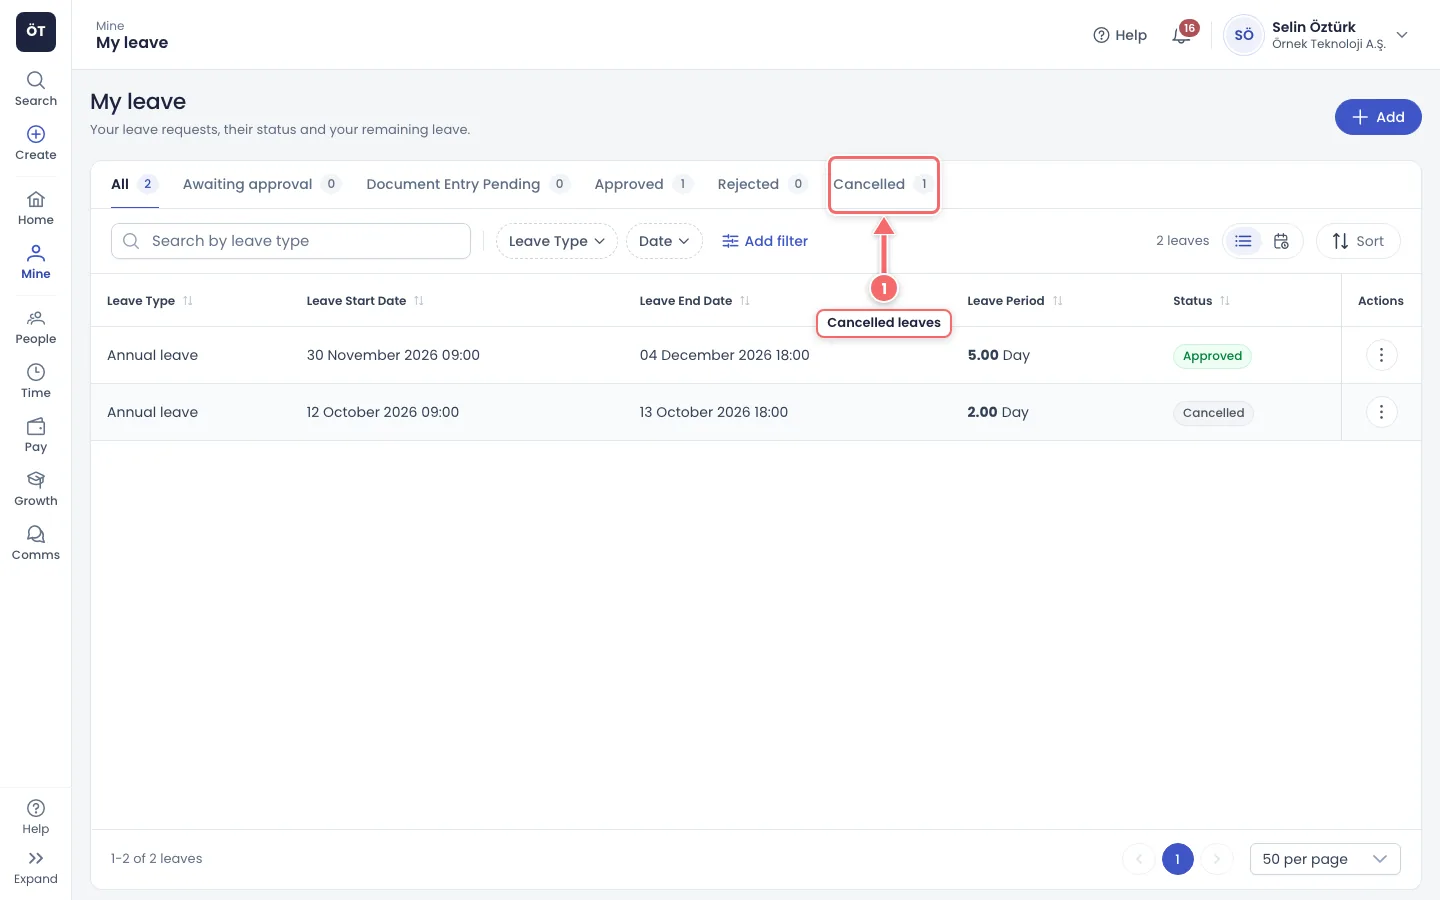 ÖT
Search
Create
Home
Mine
People
Time
Pay
Growth
Comms
Help
Expand
Mine
My leave
Help
16
SÖ
Selin Öztürk
Örnek Teknoloji A.Ş.
My leave
Your leave requests, their status and your remaining leave.
Add
All 2
Awaiting approval 0
Document Entry Pending 0
Approved 1
Rejected 0
Cancelled 1
Search by leave type
Leave Type
Date
Add filter
2 leaves
Sort
1
Cancelled leaves
Leave Type
Leave Start Date
Leave End Date
Leave Period
Status
Actions
Annual leave
30 November 2026 09:00
04 December 2026 18:00
5.00 Day
Approved
Annual leave
12 October 2026 09:00
13 October 2026 18:00
2.00 Day
Cancelled
1-2 of 2 leaves
1
50 per page